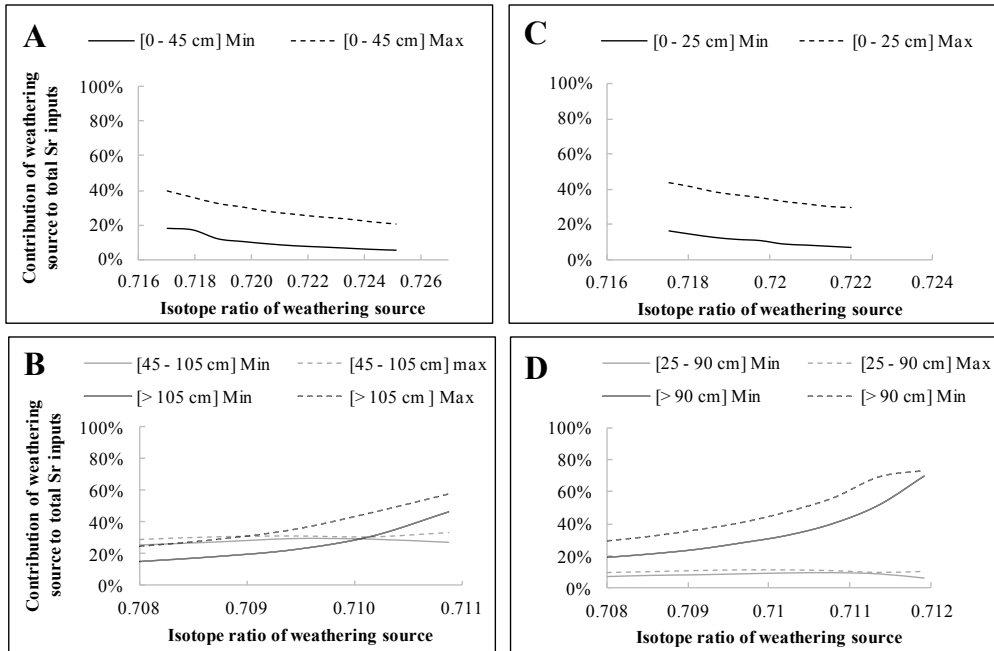 A
[0 - 45 cm] Min
[0 - 45 cm] Max
Contribution of weathering
source to total Sr inputs
100%
80%
60%
40%
20%
0%
0.716 0.718 0.720 0.722 0.724 0.726
Isotope ratio of weathering source
C
[0 - 25 cm] Min
[0 - 25 cm] Max
100%
80%
60%
40%
20%
0%
0.716 0.718 0.72 0.722 0.724
Isotope ratio of weathering source
B
[45 - 105 cm] Min
[45 - 105 cm] max
[> 105 cm] Min
[> 105 cm ] Max
Contribution of weathering
source to total Sr inputs
100%
80%
60%
40%
20%
0%
0.708 0.709 0.710 0.711
Isotope ratio of weathering source
D
[25 - 90 cm] Min
[25 - 90 cm] Max
[> 90 cm] Min
[> 90 cm] Max
100%
80%
60%
40%
20%
0%
0.708 0.709 0.71 0.711 0.712
Isotope ratio of weathering source